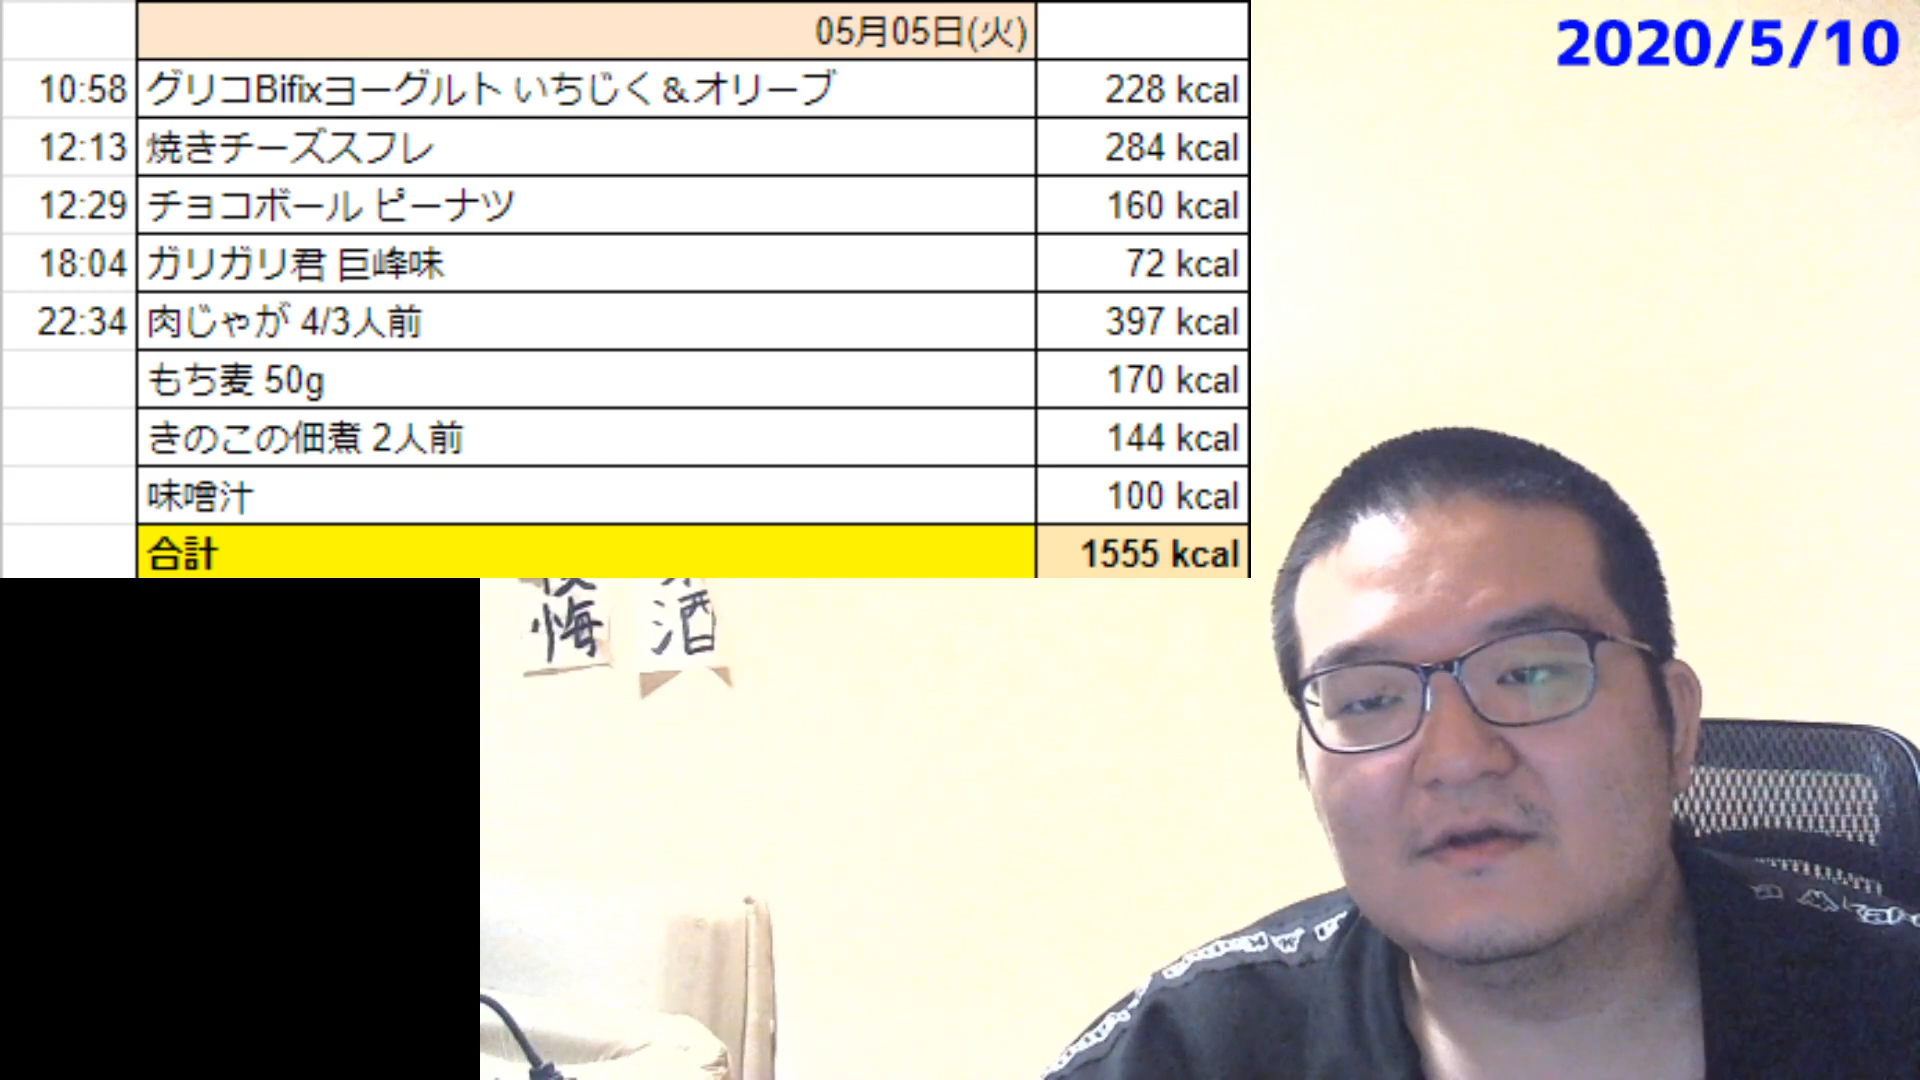 05月05日(火)
2020/5/10
10:58 グリコBifixヨーグルト いちじく＆オリーブ 228 kcal
12:13 焼きチーズスフレ 284 kcal
12:29 チョコボール ピーナツ 160 kcal
18:04 ガリガリ君 巨峰味 72 kcal
22:34 肉じゃが 4/3人前 397 kcal
もち麦 50g 170 kcal
きのこの佃煮 2人前 144 kcal
味噌汁 100 kcal
合計 1555 kcal
悔
酒